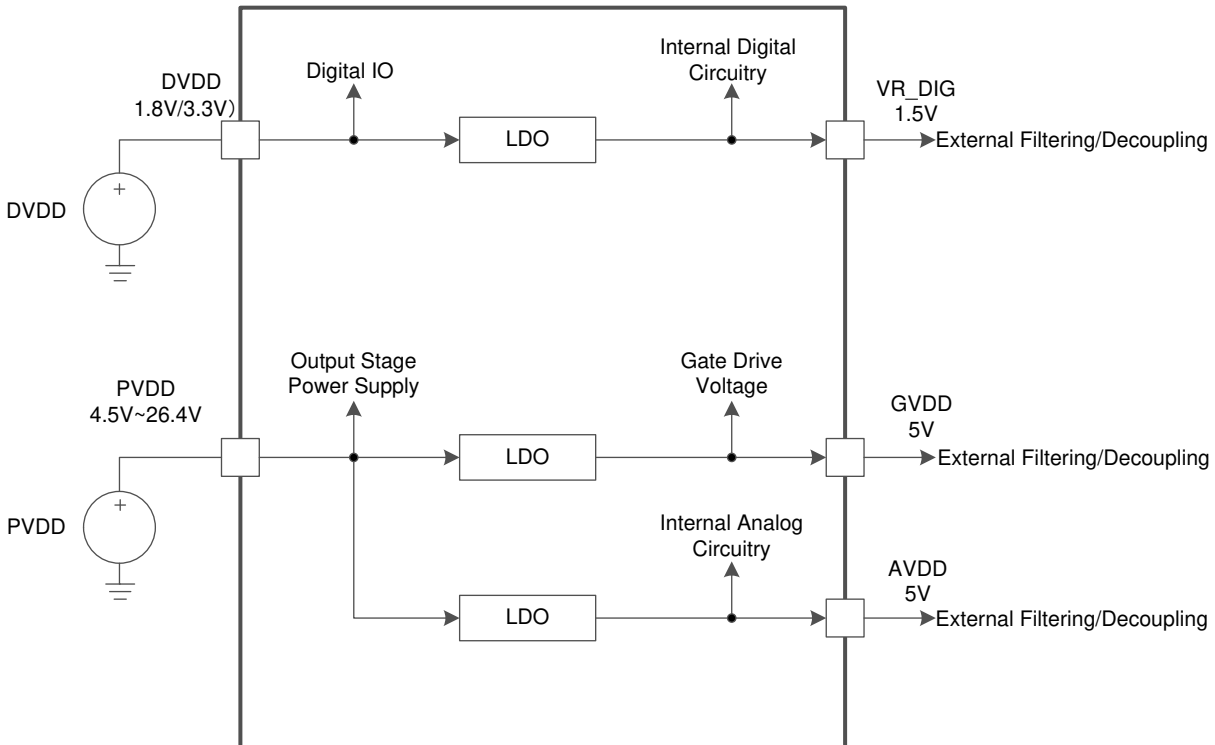 DVDD
1.8V/3.3V）
Digital IO
Internal Digital
Circuitry
VR_DIG
1.5V
LDO
External Filtering/Decoupling
+
DVDD
Output Stage
Power Supply
Gate Drive
Voltage
PVDD
4.5V~26.4V
GVDD
5V
LDO
External Filtering/Decoupling
+
PVDD
Internal Analog
Circuitry
AVDD
5V
LDO
External Filtering/Decoupling